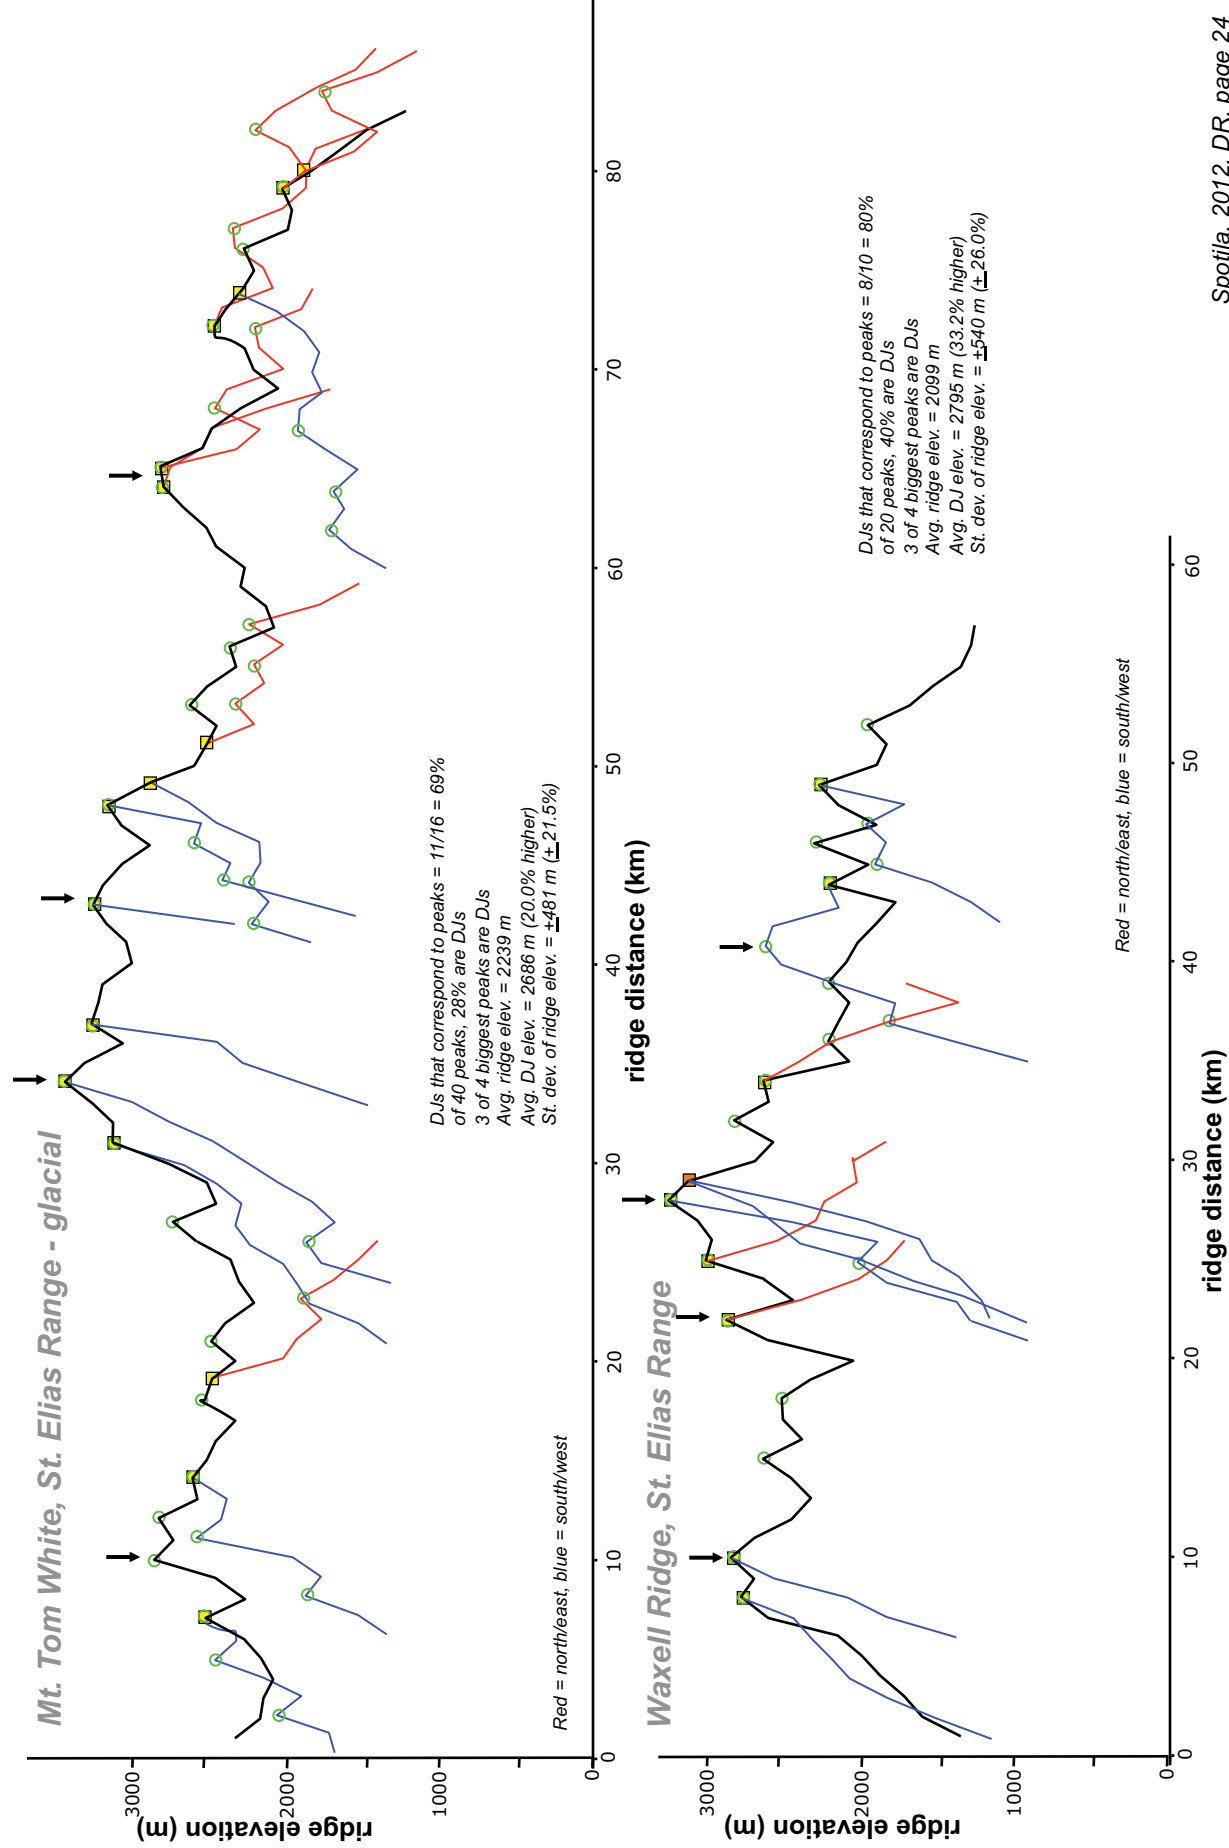 Mt. Tom White, St. Elias Range - glacial
ridge elevation (m)
3000
2000
1000
0
0
10
20
30
40
50
60
70
80
ridge distance (km)
Red = north/east, blue = south/west
DJs that correspond to peaks = 11/16 = 69%
of 40 peaks, 28% are DJs
3 of 4 biggest peaks are DJs
Avg. ridge elev. = 2239 m
Avg. DJ elev. = 2686 m (20.0% higher)
St. dev. of ridge elev. = ±481 m (± 21.5%)
Waxell Ridge, St. Elias Range
ridge elevation (m)
3000
2000
1000
0
0
10
20
30
40
50
60
ridge distance (km)
Red = north/east, blue = south/west
DJs that correspond to peaks = 8/10 = 80%
of 20 peaks, 40% are DJs
3 of 4 biggest peaks are DJs
Avg. ridge elev. = 2099 m
Avg. DJ elev. = 2795 m (33.2% higher)
St. dev. of ridge elev. = ±540 m (± 26.0%)
Spotila, 2012, DR, page 24